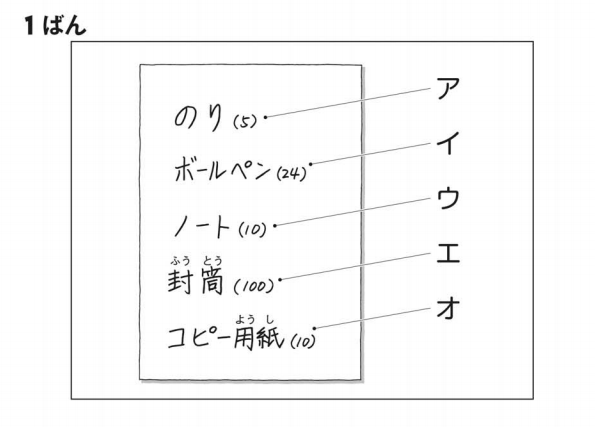 1ばん
のり(5)
ア
ボールペン(24)
イ
ノート(10)
ウ
ふうとう
封筒(100)
エ
ようし
コピー用紙(10)
オ